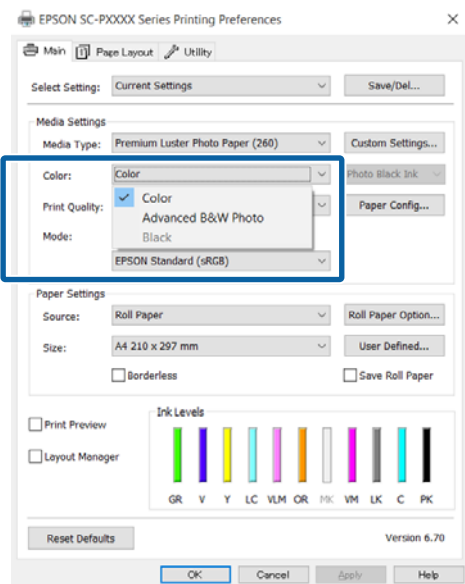 EPSON SC-PXXXX Series Printing Preferences
Main Page Layout Utility
Select Setting: Current Settings Save/Del...
Media Settings
Media Type: Premium Luster Photo Paper (260) Custom Settings...
Color: Color Photo Black Ink
Color
Print Quality: Paper Config...
Advanced B&W Photo
Mode: Black
EPSON Standard (sRGB)
Paper Settings
Source: Roll Paper Roll Paper Option...
Size: A4 210 x 297 mm User Defined...
Borderless Save Roll Paper
Ink Levels
Print Preview
Layout Manager
GR V Y LC VLM OR MK VM LK C PK
Reset Defaults Version 6.70
OK Cancel Apply Help